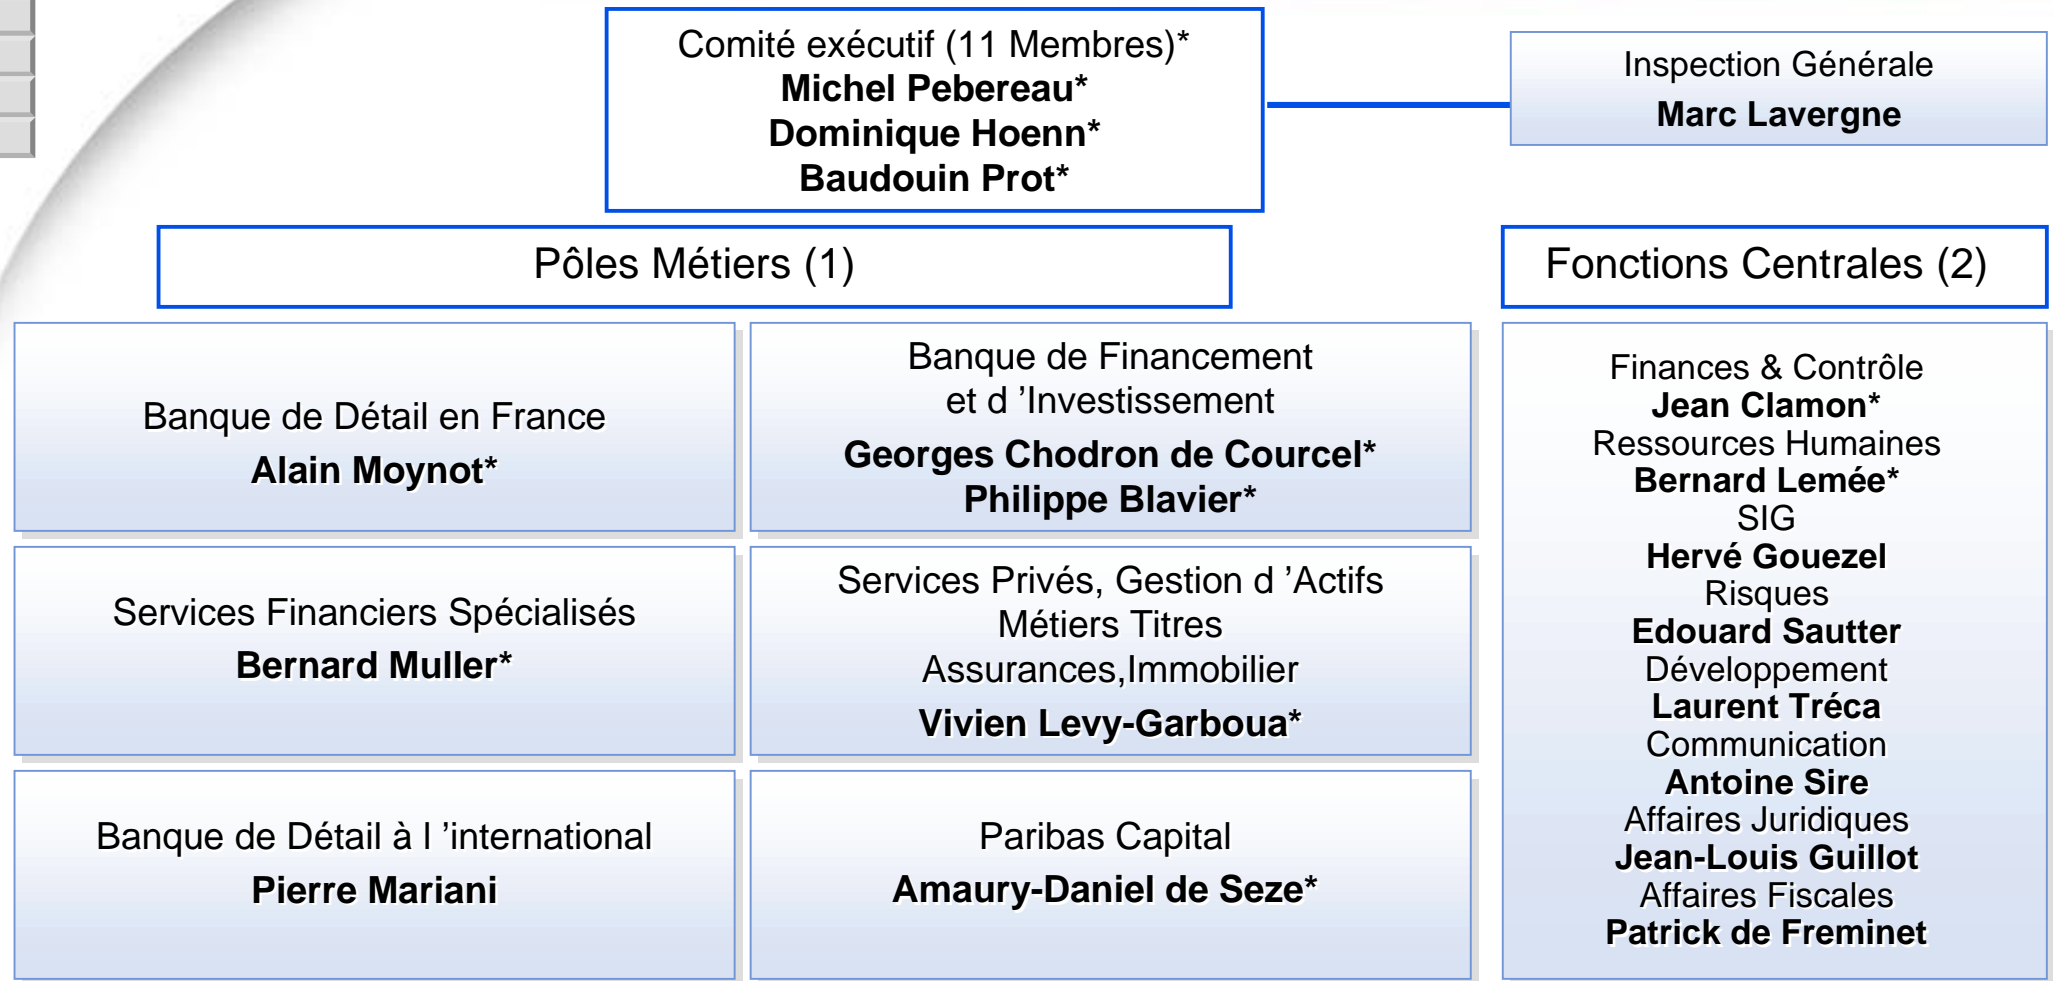 Comité exécutif (11 Membres)*
Michel Pebereau*
Dominique Hoenn*
Baudouin Prot*
Inspection Générale
Marc Lavergne
Pôles Métiers (1)
Fonctions Centrales (2)
Banque de Détail en France
Alain Moynot*
Banque de Financement
et d ’Investissement
Georges Chodron de Courcel*
Philippe Blavier*
Services Financiers Spécialisés
Bernard Muller*
Services Privés, Gestion d ’Actifs
Métiers Titres
Assurances,Immobilier
Vivien Levy-Garboua*
Banque de Détail à l ’international
Pierre Mariani
Paribas Capital
Amaury-Daniel de Seze*
Finances & Contrôle
Jean Clamon*
Ressources Humaines
Bernard Lemée*
SIG
Hervé Gouezel
Risques
Edouard Sautter
Développement
Laurent Tréca
Communication
Antoine Sire
Affaires Juridiques
Jean-Louis Guillot
Affaires Fiscales
Patrick de Freminet